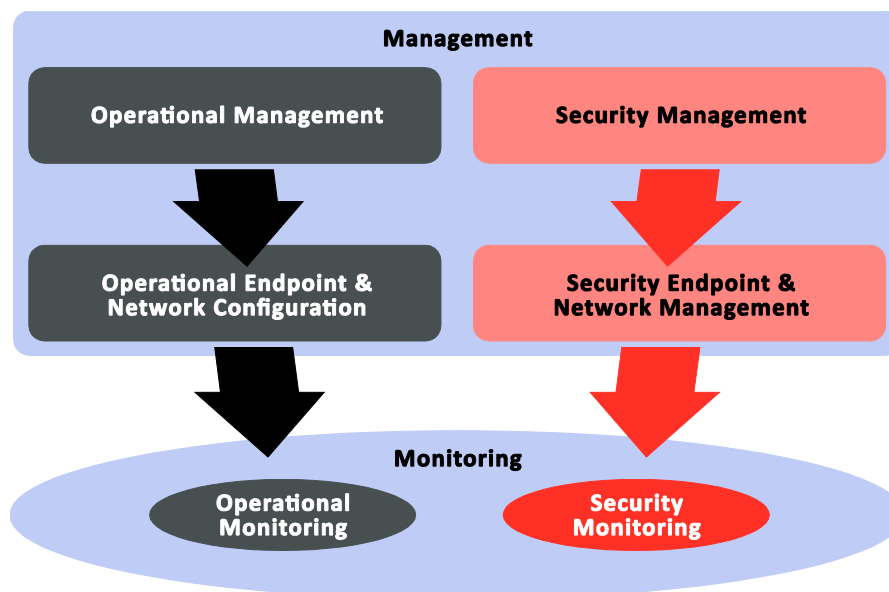 Management
Operational Management
Security Management
Operational Endpoint &
Network Configuration
Security Endpoint &
Network Management
Monitoring
Operational
Monitoring
Security
Monitoring